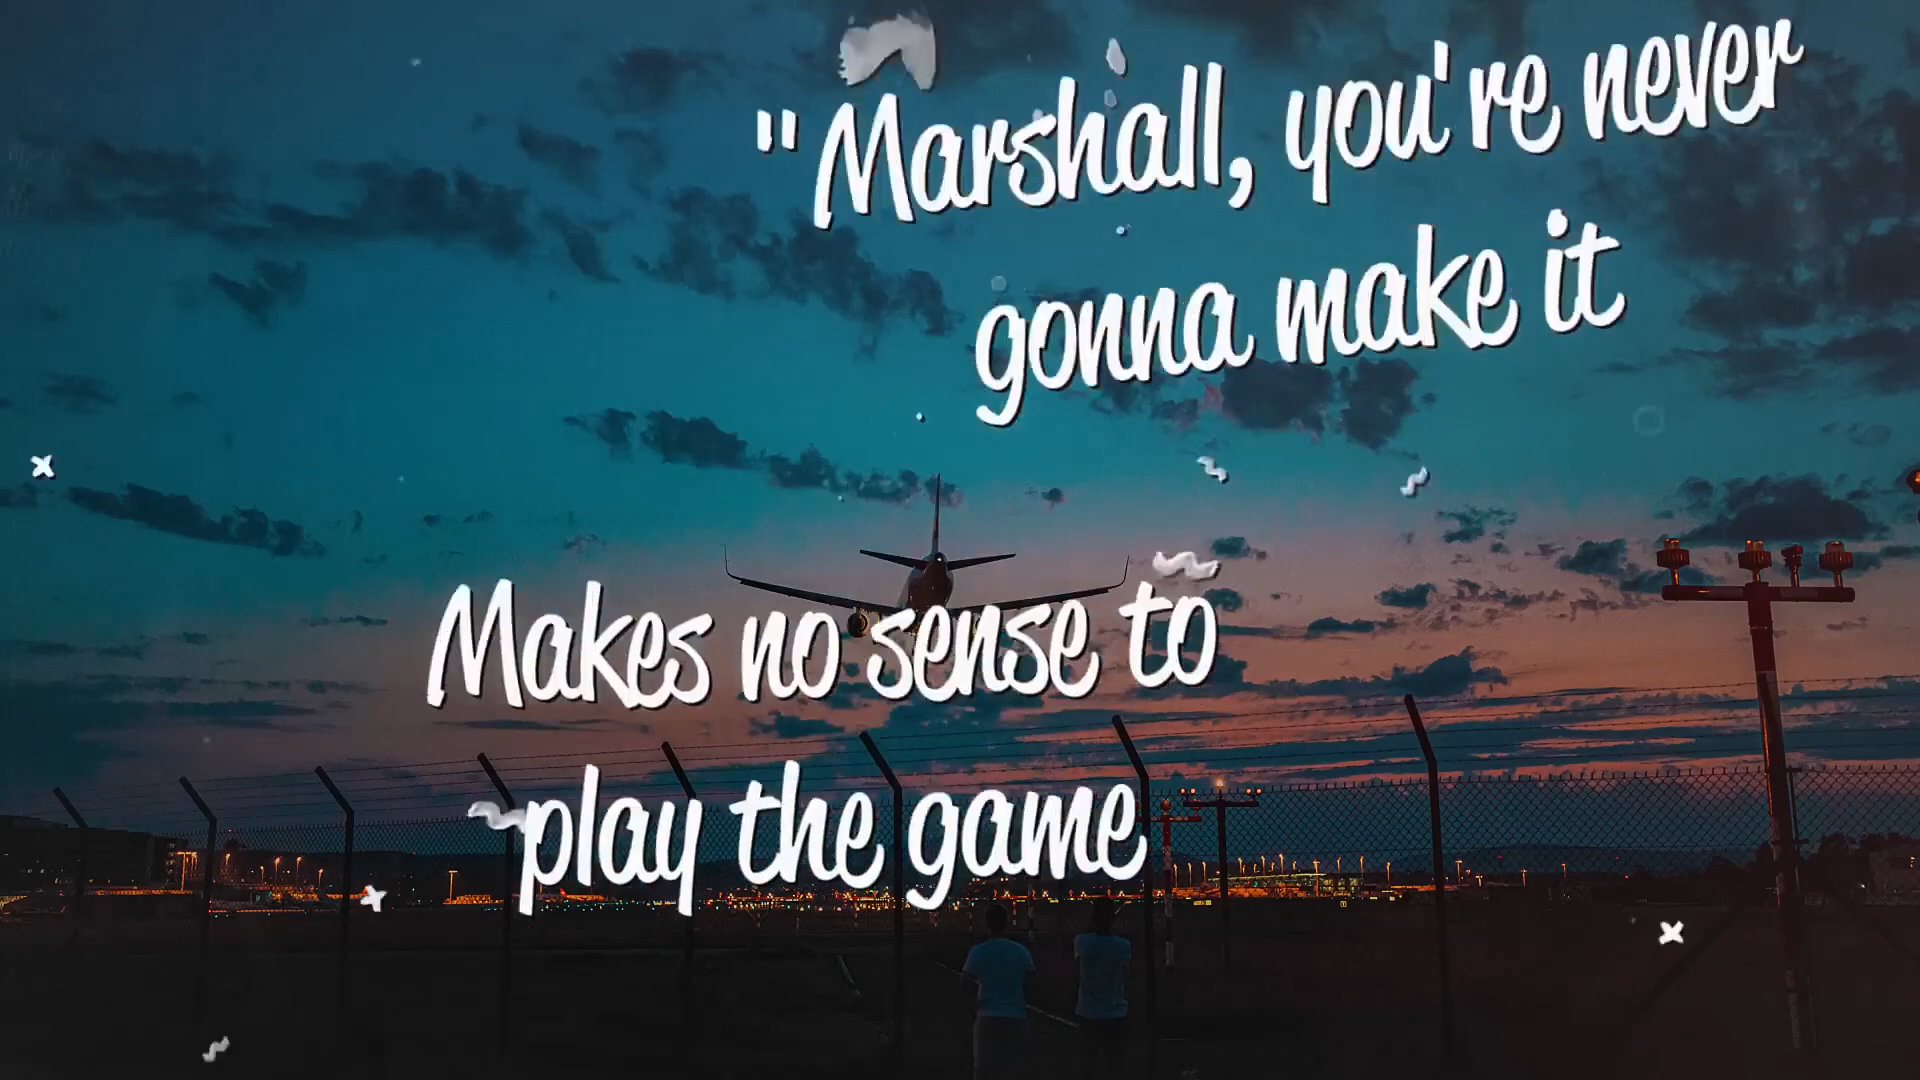 "Marshall, you're never
gonna make it
Makes no sense to
play the game